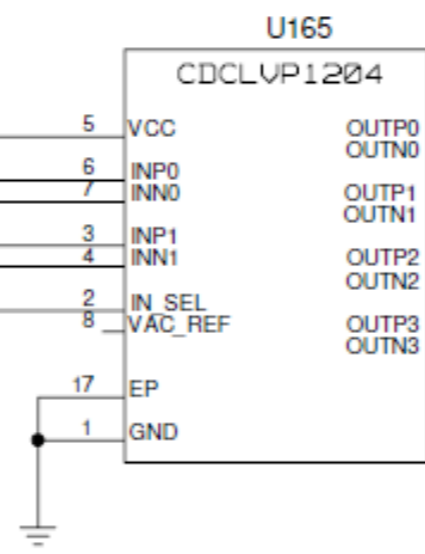 U165
CDCLVP1204
5 VCC OUTP0
OUTN0
6 INP0
7 INN0 OUTP1
OUTN1
3 INP1
4 INN1 OUTP2
OUTN2
2 IN_SEL
8 VAC_REF OUTP3
OUTN3
17 EP
1 GND